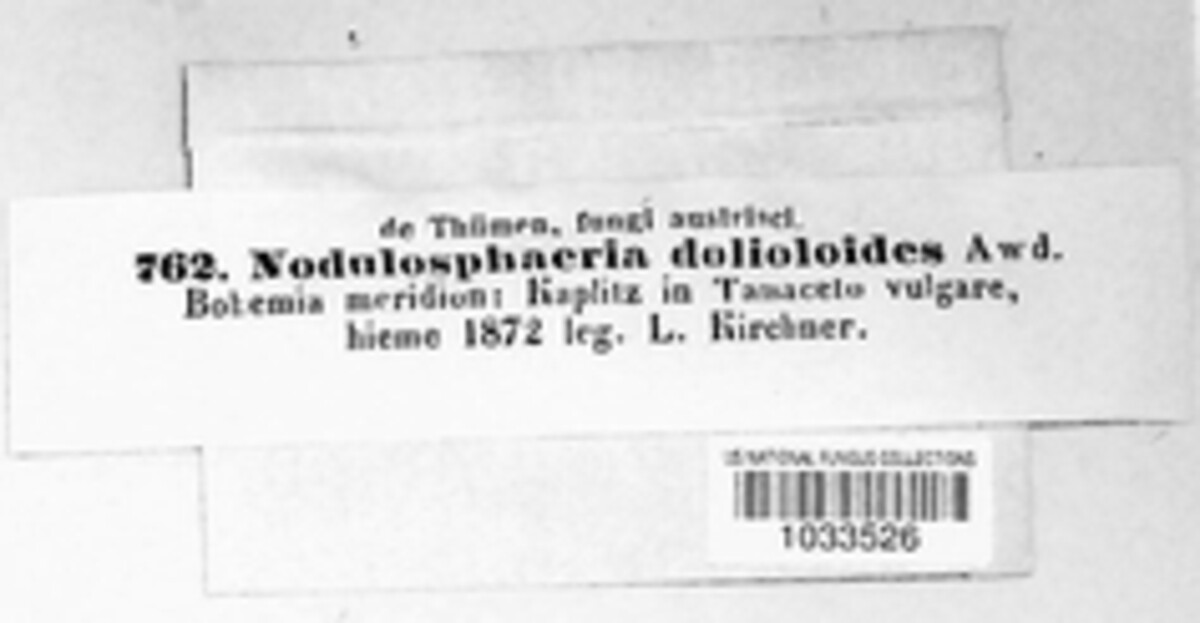 de Thümen, fungi austriaci.
762. Nodulosphaeria dolioloides Awd.
Bohemia meridion: Kaplitz in Tanaceto vulgare,
hieme 1872 leg. L. Kirchner.
US NATIONAL FUNGUS COLLECTIONS
1033526